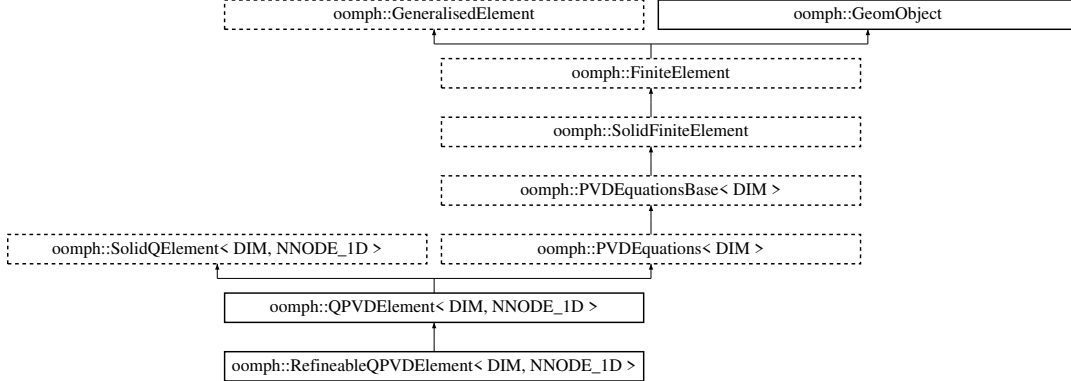 oomph::GeneralisedElement
oomph::GeomObject
oomph::FiniteElement
oomph::SolidFiniteElement
oomph::PVDEquationsBase< DIM >
oomph::SolidQElement< DIM, NNODE_1D >
oomph::PVDEquations< DIM >
oomph::QPVDElement< DIM, NNODE_1D >
oomph::RefineableQPVDElement< DIM, NNODE_1D >